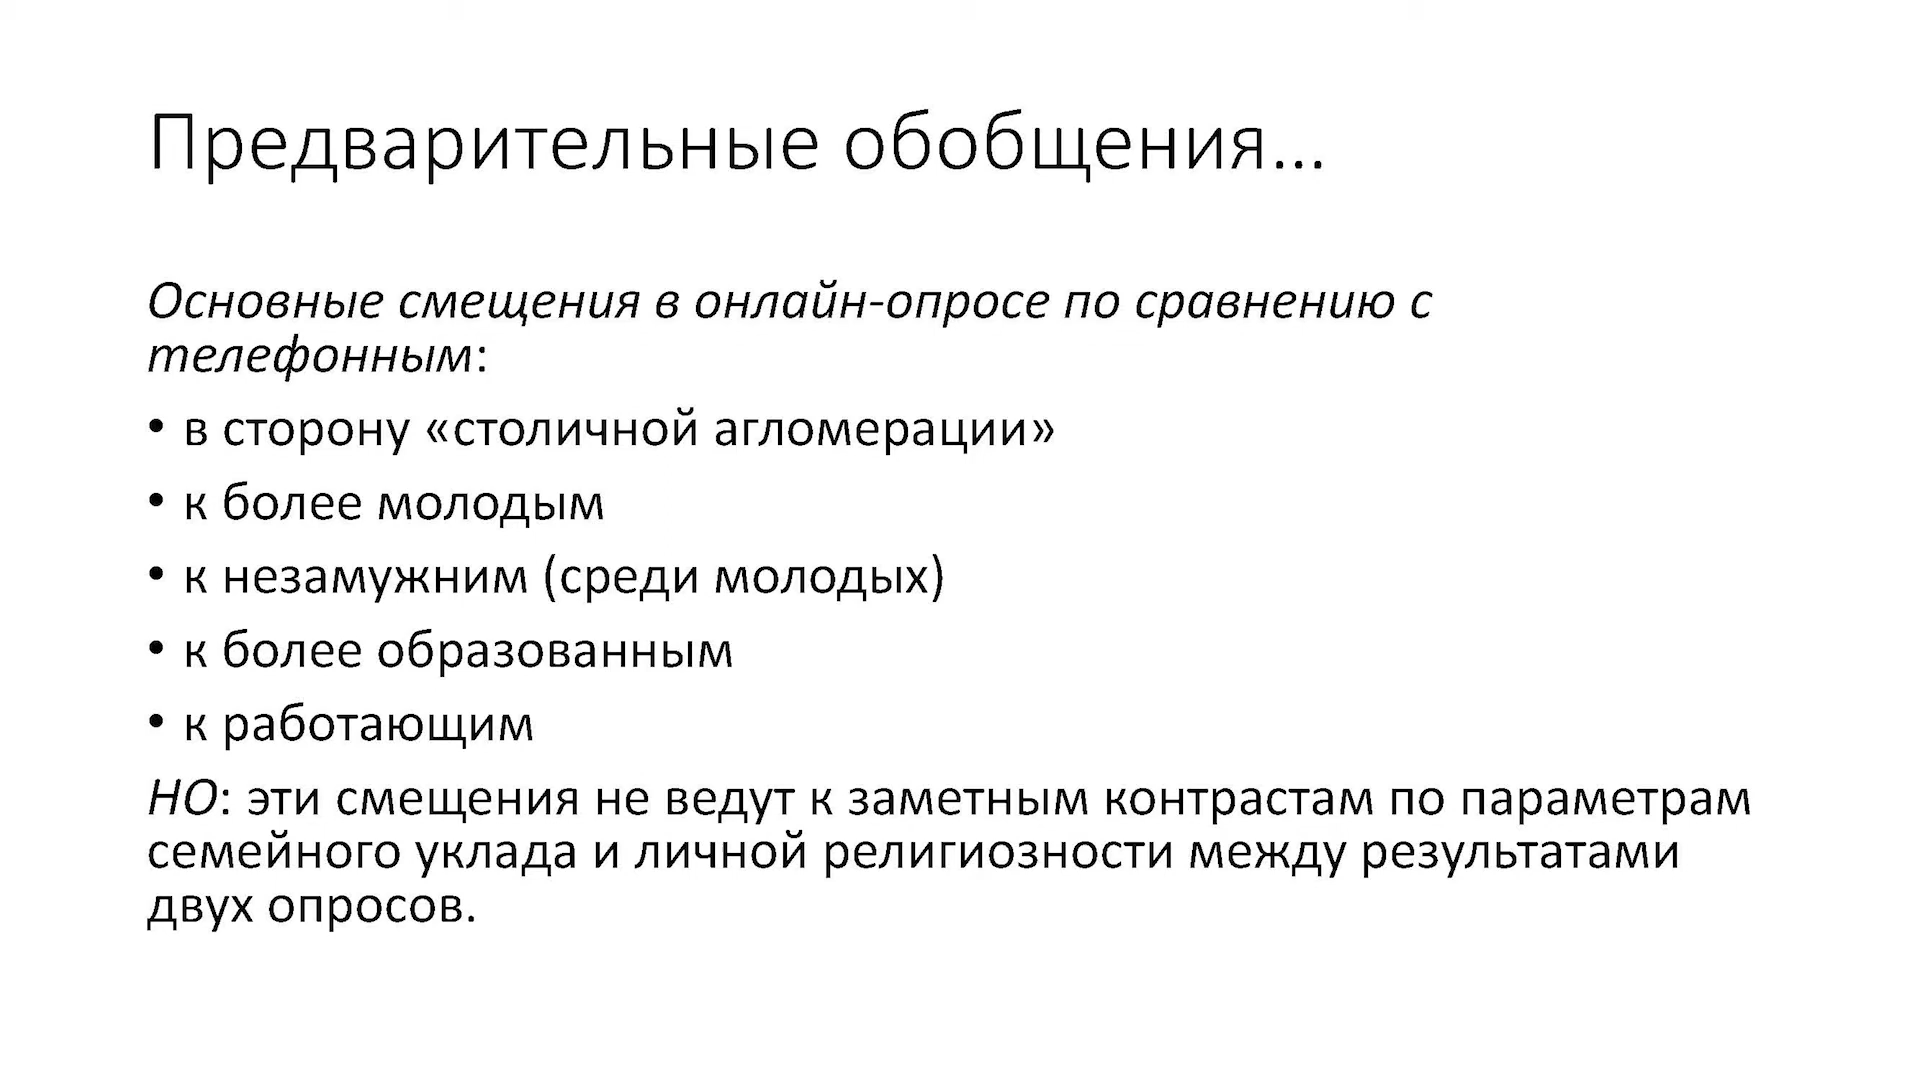 Предварительные обобщения…
Основные смещения в онлайн-опросе по сравнению с
телефонным:
• в сторону «столичной агломерации»
• к более молодым
• к незамужним (среди молодых)
• к более образованным
• к работающим
НО: эти смещения не ведут к заметным контрастам по параметрам
семейного уклада и личной религиозности между результатами
двух опросов.